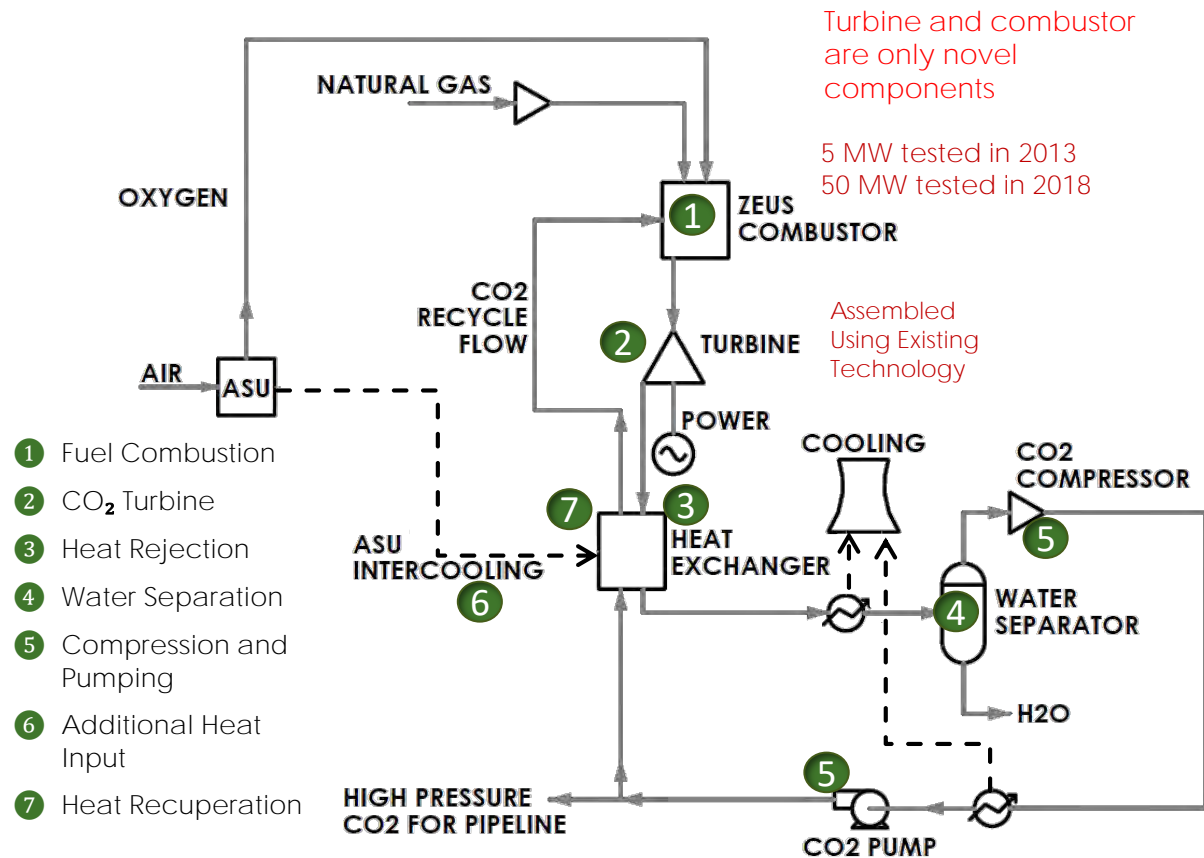 Turbine and combustor
are only novel
components
5 MW tested in 2013
50 MW tested in 2018
NATURAL GAS
OXYGEN
1
ZEUS
COMBUSTOR
CO2
RECYCLE
FLOW
Assembled
Using Existing
Technology
2
TURBINE
AIR
ASU
POWER
COOLING
CO2
COMPRESSOR
5
7
3
HEAT
EXCHANGER
ASU
INTERCOOLING
6
4
WATER
SEPARATOR
H2O
5
CO2 PUMP
HIGH PRESSURE
CO2 FOR PIPELINE
1 Fuel Combustion
2 CO₂ Turbine
3 Heat Rejection
4 Water Separation
5 Compression and
Pumping
6 Additional Heat
Input
7 Heat Recuperation